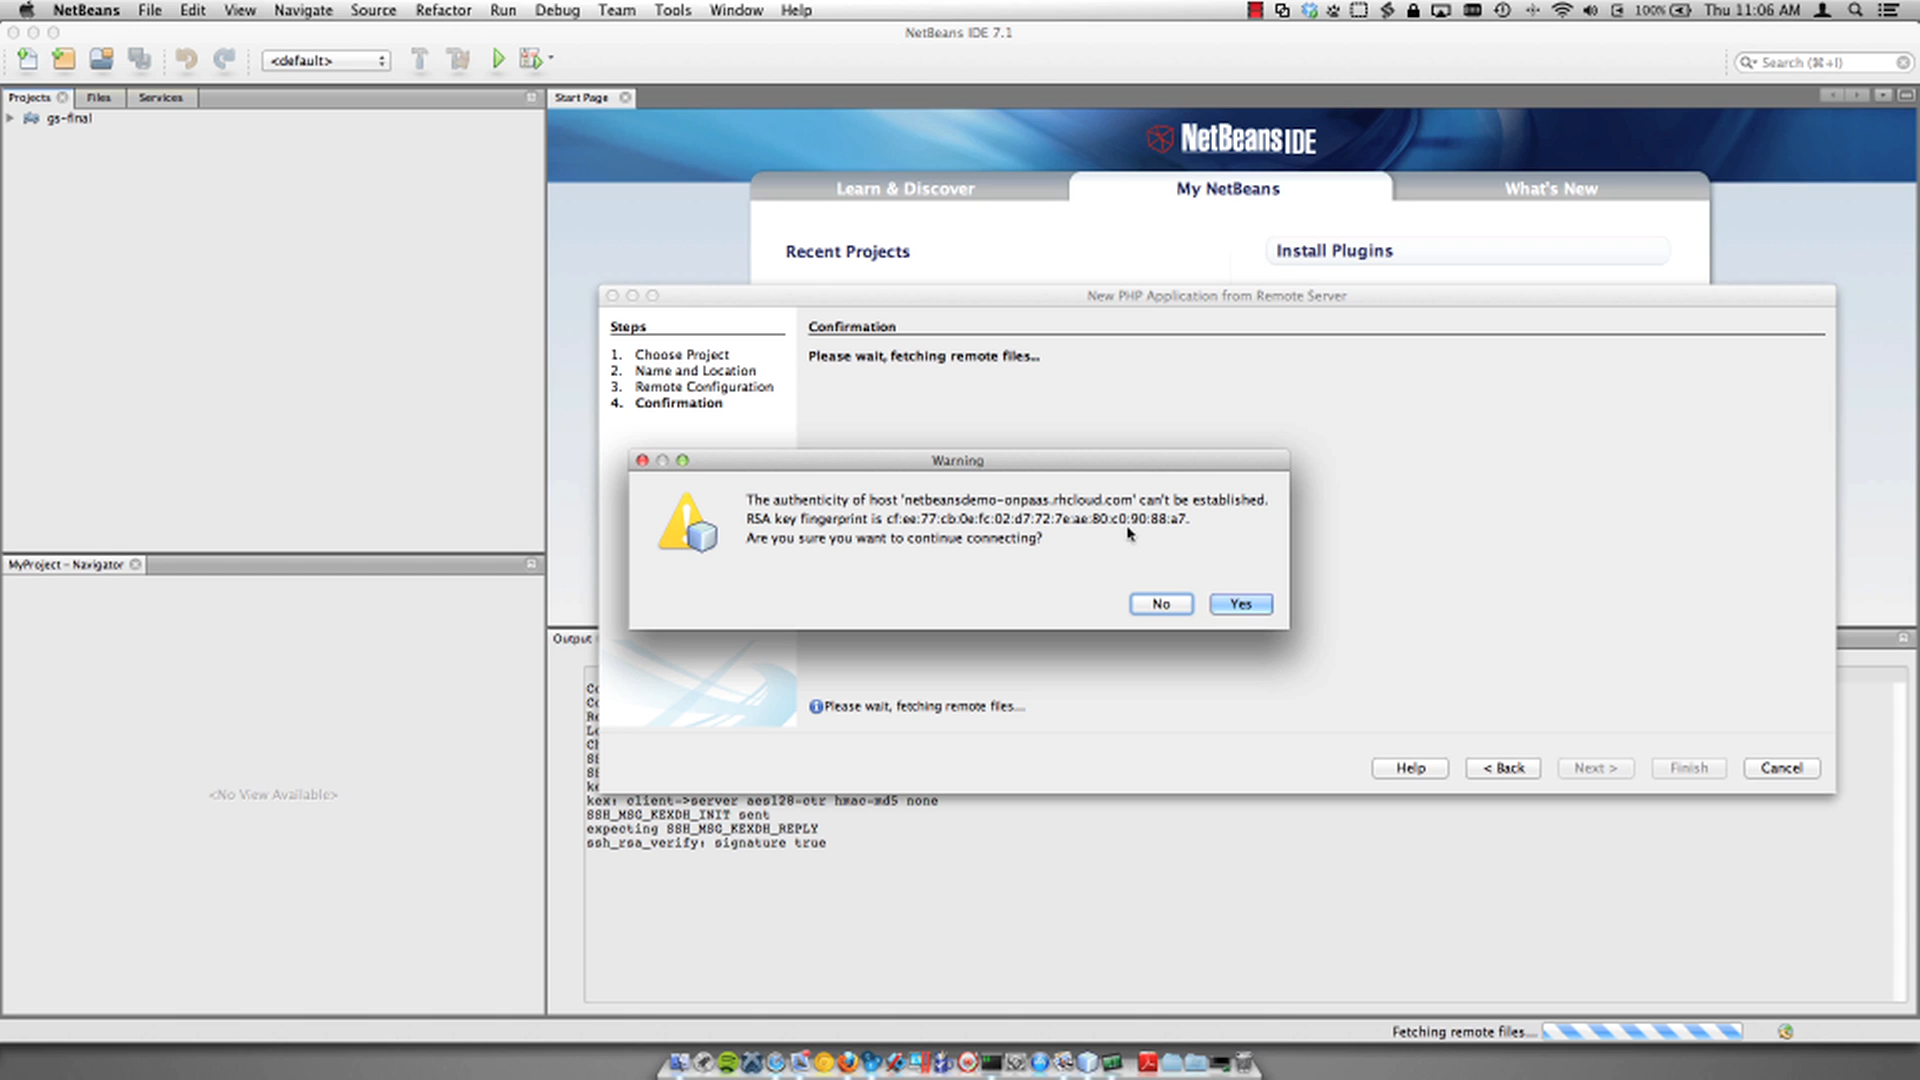 NetBeans File Edit View Navigate Source Refactor Run Debug Team Tools Window Help
100% Thu 11:06 AM
NetBeans IDE 7.1
<default>
Search (⌘+I)
Projects Files Services
Start Page
gs-final
NetBeans IDE
Learn & Discover My NetBeans What's New
Recent Projects
Install Plugins
New PHP Application from Remote Server
Steps
Confirmation
1. Choose Project
2. Name and Location
3. Remote Configuration
4. Confirmation
Please wait, fetching remote files...
Warning
The authenticity of host 'netbeansdemo-onpaas.rhcloud.com' can't be established.
RSA key fingerprint is cf:ee:77:cb:0e:fc:02:d7:72:7e:ae:80:c0:90:88:a7.
Are you sure you want to continue connecting?
No Yes
MyProject - Navigator
<No View Available>
Output
Please wait, fetching remote files...
Help < Back Next > Finish Cancel
kex: client->server aes128-ctr hmac-md5 none
SSH_MSG_KEXDH_INIT sent
expecting SSH_MSG_KEXDH_REPLY
ssh_rsa_verify: signature true
Fetching remote files...